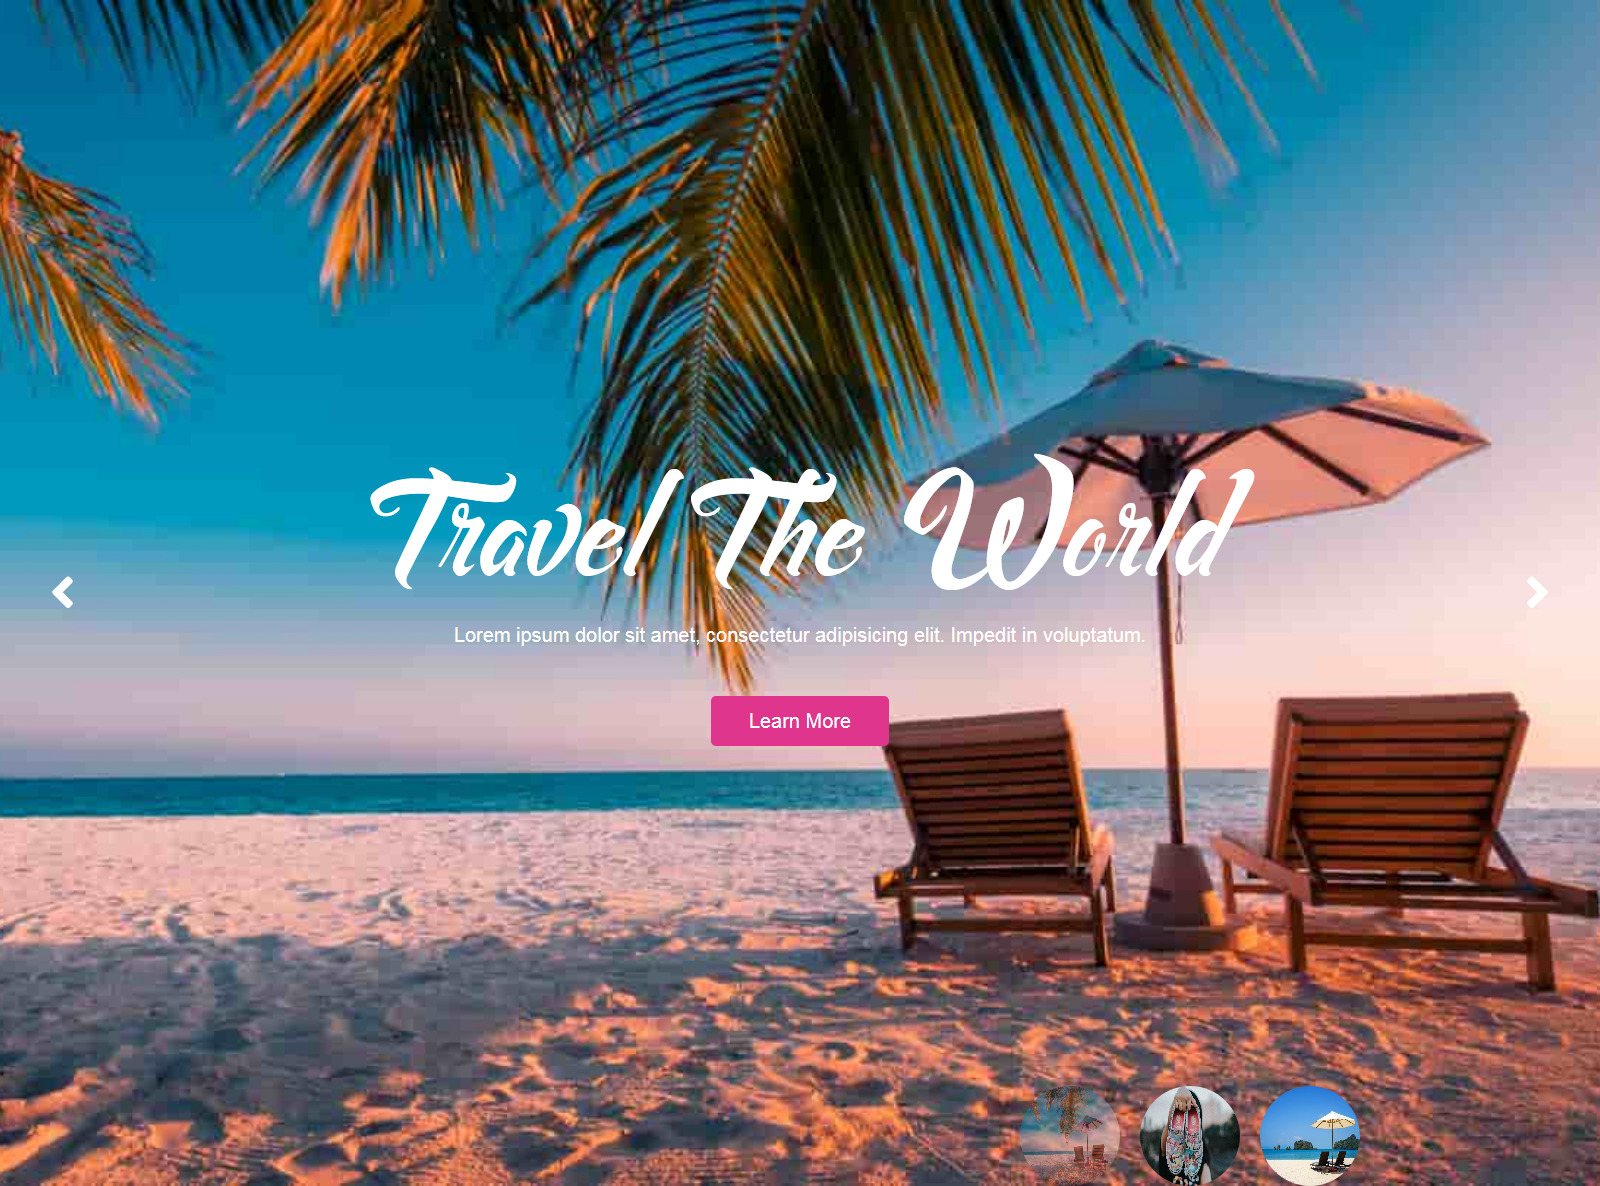 Travel The World
Lorem ipsum dolor sit amet, consectetur adipisicing elit. Impedit in voluptatum.
Learn More